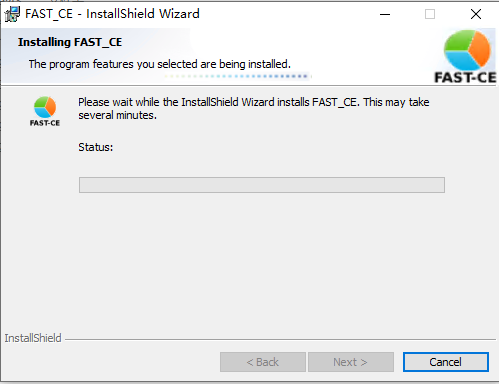 FAST_CE - InstallShield Wizard
Installing FAST_CE
The program features you selected are being installed.
FAST-CE
FAST-CE
Please wait while the InstallShield Wizard installs FAST_CE. This may take
several minutes.
Status:
InstallShield
< Back
Next >
Cancel